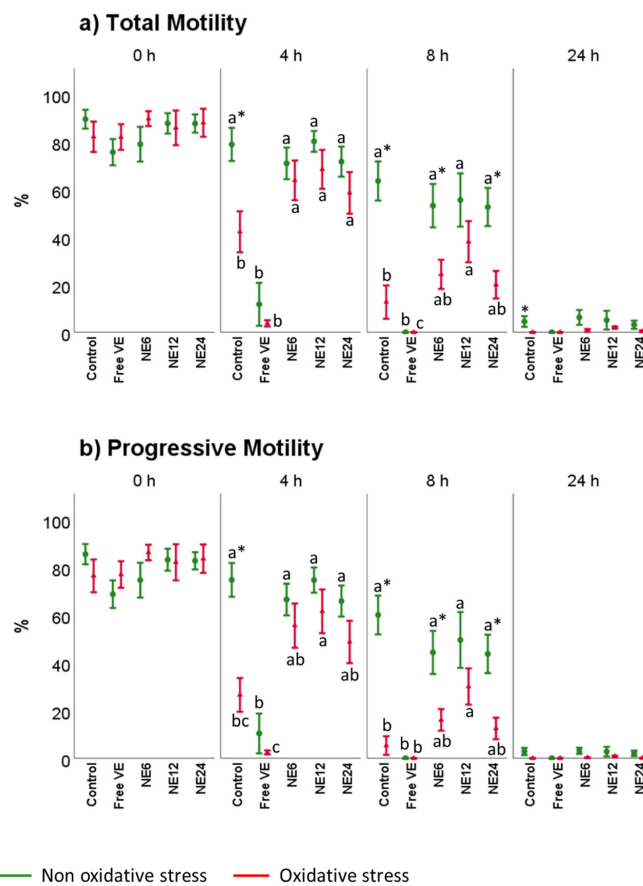 a) Total Motility
0 h 4 h 8 h 24 h
100
80
60
40
20
0
%
a* a a a
b b b a a a
a* a* a a*
b b c ab a ab
*
Control Free VE NE6 NE12 NE24 Control Free VE NE6 NE12 NE24 Control Free VE NE6 NE12 NE24 Control Free VE NE6 NE12 NE24
b) Progressive Motility
0 h 4 h 8 h 24 h
100
80
60
40
20
0
%
a* a a a
bc b c ab a ab
a* a* a a*
b b b ab a ab
Control Free VE NE6 NE12 NE24 Control Free VE NE6 NE12 NE24 Control Free VE NE6 NE12 NE24 Control Free VE NE6 NE12 NE24
Non oxidative stress Oxidative stress